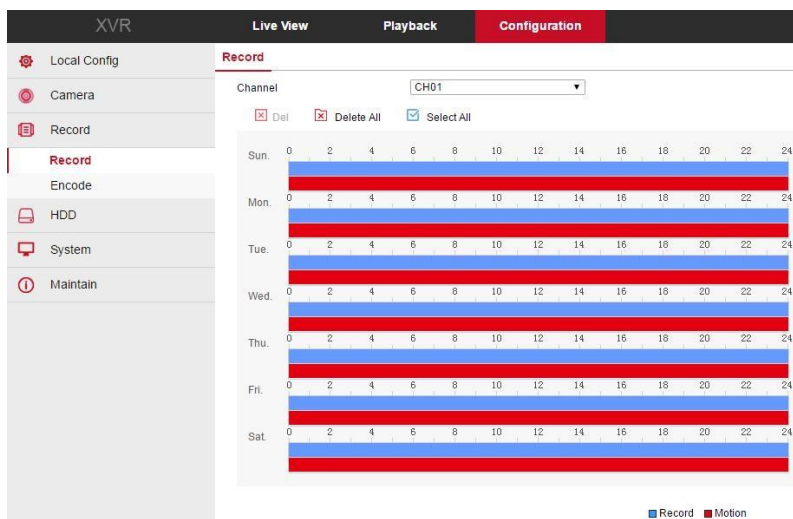 XVR Live View Playback Configuration
Local Config
Camera
Record
Record
Encode
HDD
System
Maintain
Record
Channel CH01
Del Delete All Select All
Sun. 0 2 4 6 8 10 12 14 16 18 20 22 24
Mon. 0 2 4 6 8 10 12 14 16 18 20 22 24
Tue. 0 2 4 6 8 10 12 14 16 18 20 22 24
Wed. 0 2 4 6 8 10 12 14 16 18 20 22 24
Thu. 0 2 4 6 8 10 12 14 16 18 20 22 24
Fri. 0 2 4 6 8 10 12 14 16 18 20 22 24
Sat. 0 2 4 6 8 10 12 14 16 18 20 22 24
Record Motion